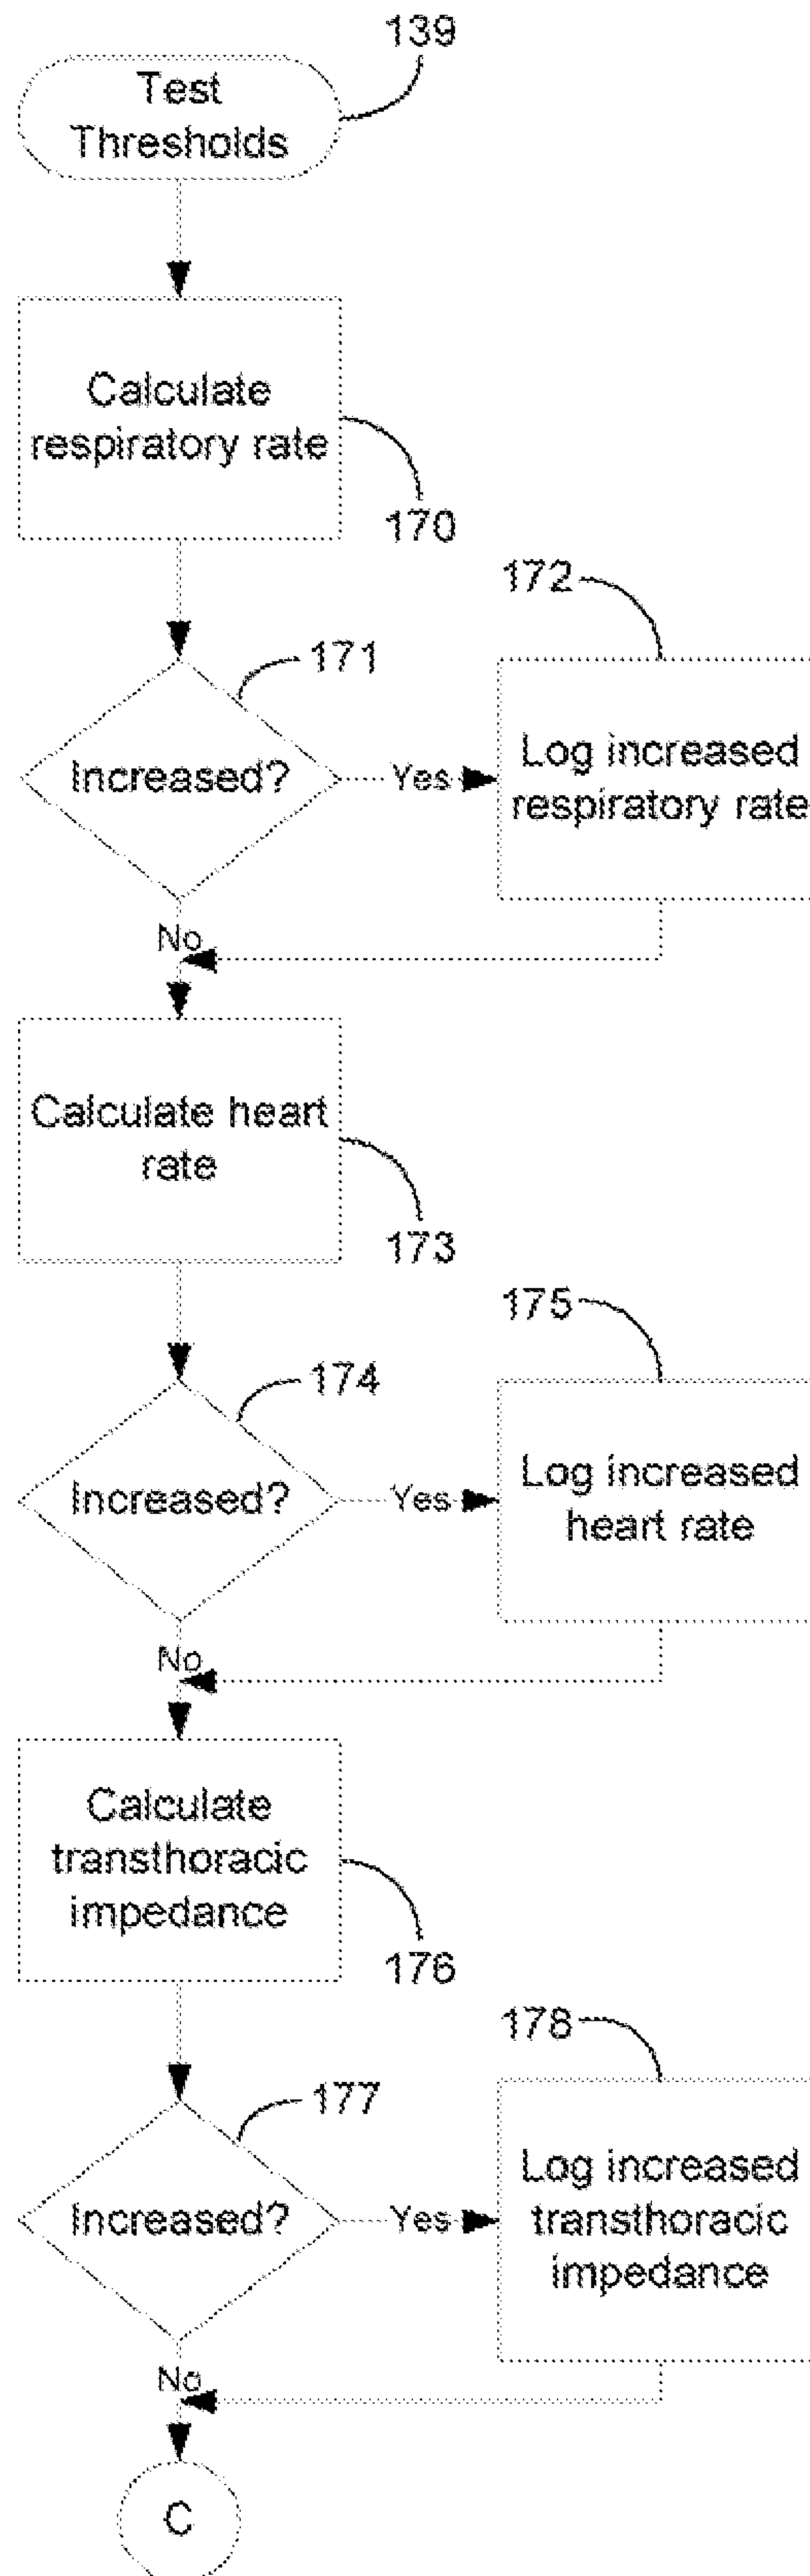 139
Test
Thresholds
Calculate
respiratory rate
170
172
171
Increased?
Yes
Log increased
respiratory rate
No
Calculate heart
rate
173
175
174
Increased?
Yes
Log increased
heart rate
No
Calculate
transthoracic
impedance
176
178
177
Increased?
Yes
Log increased
transthoracic
impedance
No
C